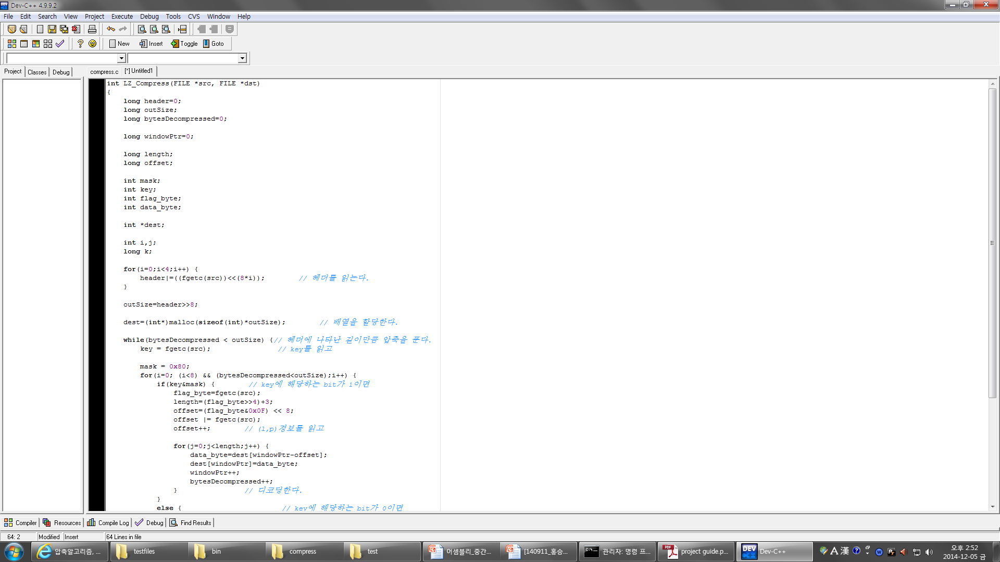 Dev-C++ 4.9.9.2
File Edit Search View Project Execute Debug Tools CVS Window Help
New Insert Toggle Goto
Project Classes Debug compress.c [*] Untitled1
int LZ_Compress(FILE *src, FILE *dst)
{
long header=0;
long outSize;
long bytesDecompressed=0;
long windowPtr=0;
long length;
long offset;
int mask;
int key;
int flag_byte;
int data_byte;
int *dest;
int i,j;
long k;
for(i=0;i<4;i++) {
header|=((fgetc(src))<<(8*i)); // 헤더를 읽는다.
}
outSize=header>>8;
dest=(int*)malloc(sizeof(int)*outSize); // 배열을 할당한다.
while(bytesDecompressed < outSize) {// 헤더에 나타난 길이만큼 압축을 푼다.
key = fgetc(src); // key를 읽고
mask = 0x80;
for(i=0; (i<8) && (bytesDecompressed<outSize);i++) {
if(key&mask) { // key에 해당하는 bit가 1이면
flag_byte=fgetc(src);
length=(flag_byte>>4)+3;
offset=(flag_byte&0x0F) << 8;
offset |= fgetc(src);
offset++; // (l,p)정보를 읽고
for(j=0;j<length;j++) {
data_byte=dest[windowPtr-offset];
dest[windowPtr]=data_byte;
windowPtr++;
bytesDecompressed++;
} // 디코딩한다.
}
else { // key에 해당하는 bit가 0이면
Compiler Resources Compile Log Debug Find Results
64: 2 Modified Insert 64 Lines in file
압축알고리즘, ... testfiles bin compress test 어셈블리_중간... [140911_홍승... 관리자: 명령 프... project guide.p... Dev-C++ A 漢 오후 2:52
2014-12-05 금